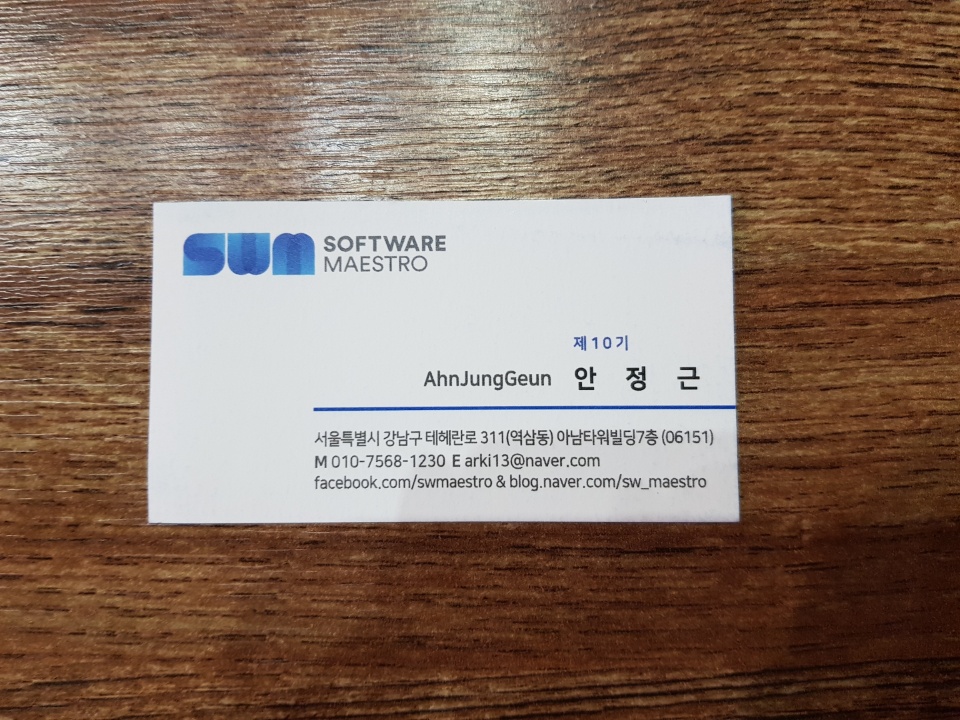 swm SOFTWARE
MAESTRO
제10기
AhnJungGeun 안 정 근
서울특별시 강남구 테헤란로 311(역삼동) 아남타워빌딩7층 (06151)
M 010-7568-1230 E arki13@naver.com
facebook.com/swmaestro & blog.naver.com/sw_maestro